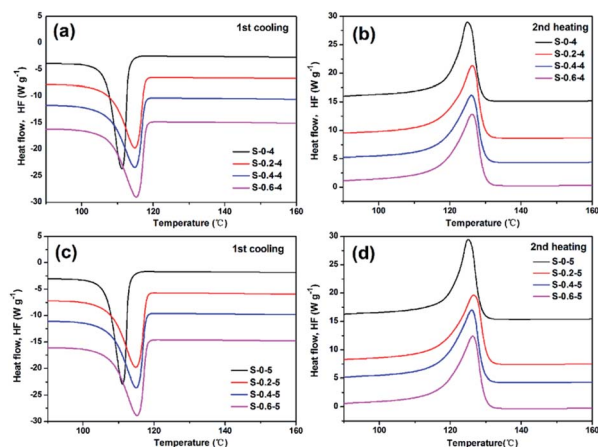 (a)
1st cooling
Heat flow, HF (W g⁻¹)
5
0
-5
-10
-15
-20
-25
-30
S-0-4
S-0.2-4
S-0.4-4
S-0.6-4
100
120
140
160
Temperature (℃)
(b)
2nd heating
Heat flow, HF (W g⁻¹)
30
25
20
15
10
5
0
S-0-4
S-0.2-4
S-0.4-4
S-0.6-4
100
120
140
160
Temperature (℃)
(c)
1st cooling
Heat flow, HF (W g⁻¹)
5
0
-5
-10
-15
-20
-25
-30
S-0-5
S-0.2-5
S-0.4-5
S-0.6-5
100
120
140
160
Temperature (℃)
(d)
2nd heating
Heat flow, HF (W g⁻¹)
30
25
20
15
10
5
0
S-0-5
S-0.2-5
S-0.4-5
S-0.6-5
100
120
140
160
Temperature(℃)